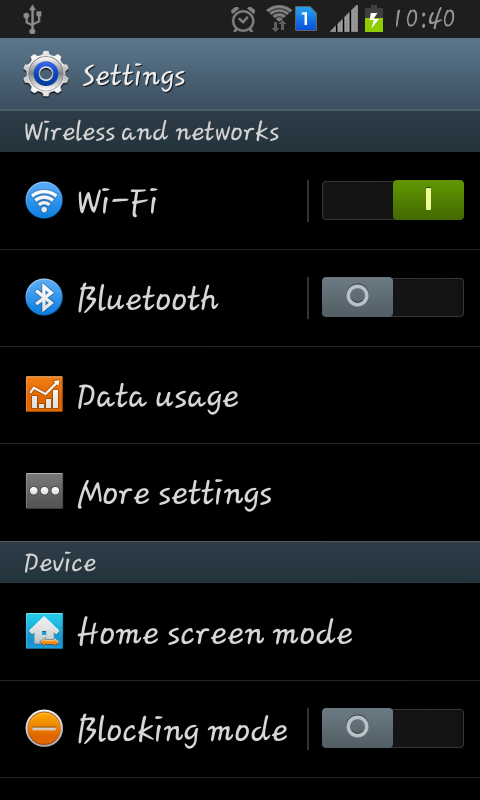 1 10:40
Settings
Wireless and networks
Wi-Fi
Bluetooth
Data usage
More settings
Device
Home screen mode
Blocking mode